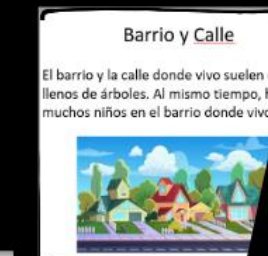 Barrio y Calle
El barrio y la calle donde vivo suelen
llenos de árboles. Al mismo tiempo,
muchos niños en el barrio donde vivo